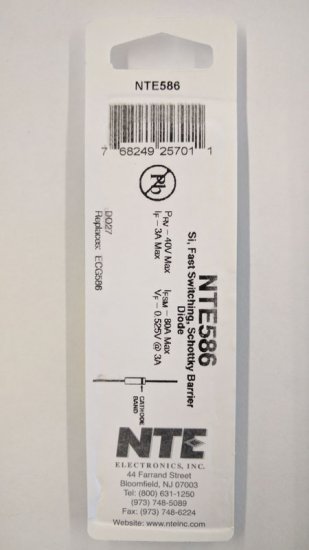 NTE586
7 68249 25701 1
Pb
NTE586
Si, Fast Switching, Schottky Barrier
Diode
PRV – 40V Max
IFSM – 80A Max
IF – 3A Max
VF – 0.525V @ 3A
DO27
Replaces: ECG586
CATHODE
BAND
NTE
ELECTRONICS, INC.
44 Farrand Street
Bloomfield, NJ 07003
Tel: (800) 631-1250
(973) 748-5089
Fax: (973) 748-6224
Website: www.nteinc.com